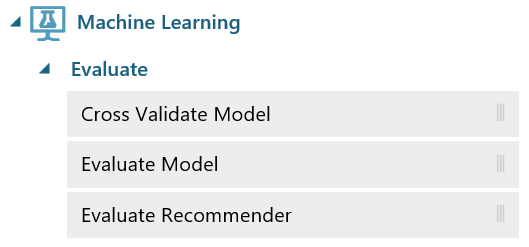 Machine Learning
Evaluate
Cross Validate Model
Evaluate Model
Evaluate Recommender